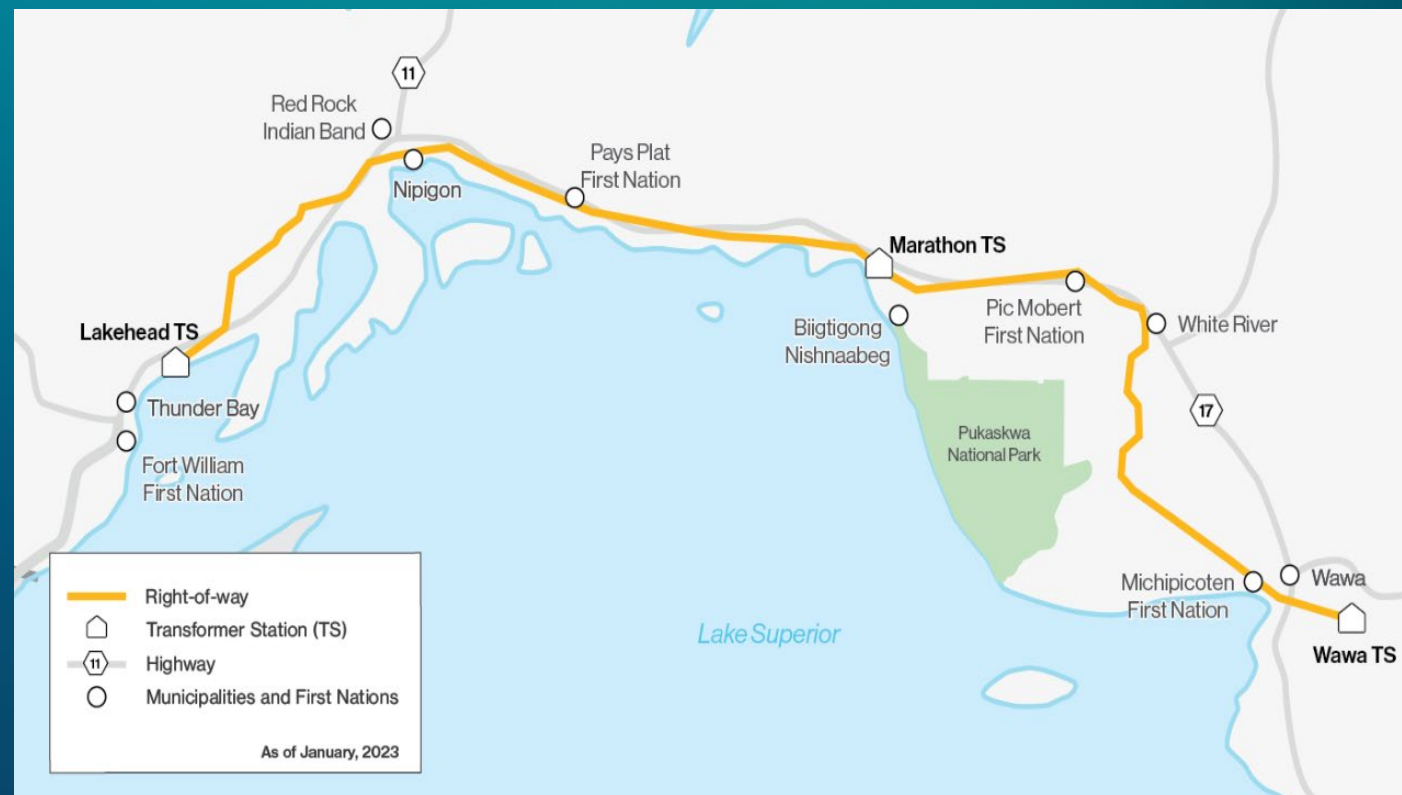 11
Red Rock
Indian Band
Pays Plat
First Nation
Nipigon
Marathon TS
Lakehead TS
Biigtigong
Nishnaabeg
Pic Mobert
First Nation
White River
Thunder Bay
17
Pukaskwa
National Park
Fort William
First Nation
Michipicoten
First Nation
Wawa
Lake Superior
Wawa TS
Right-of-way
Transformer Station (TS)
11 Highway
Municipalities and First Nations
As of January, 2023